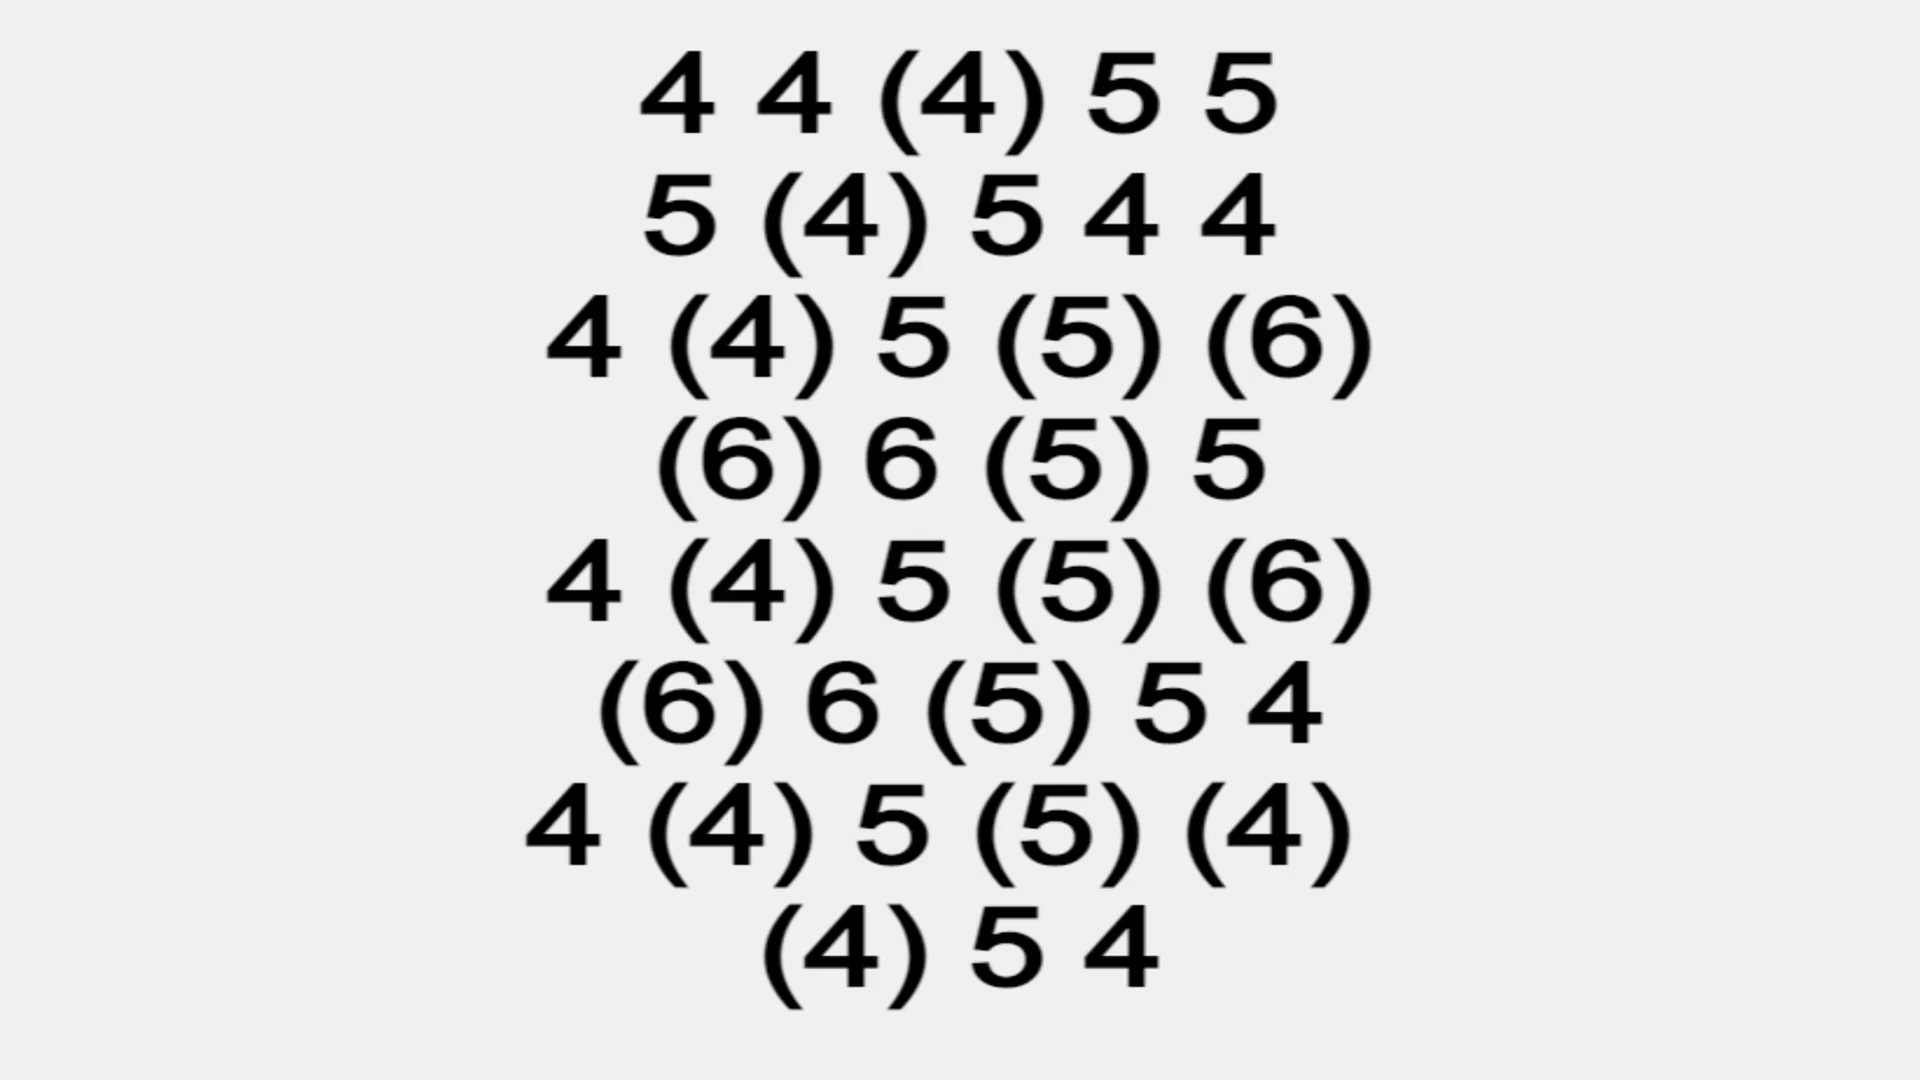 4 4 (4) 5 5
5 (4) 5 4 4
4 (4) 5 (5) (6)
(6) 6 (5) 5
4 (4) 5 (5) (6)
(6) 6 (5) 5 4
4 (4) 5 (5) (4)
(4) 5 4